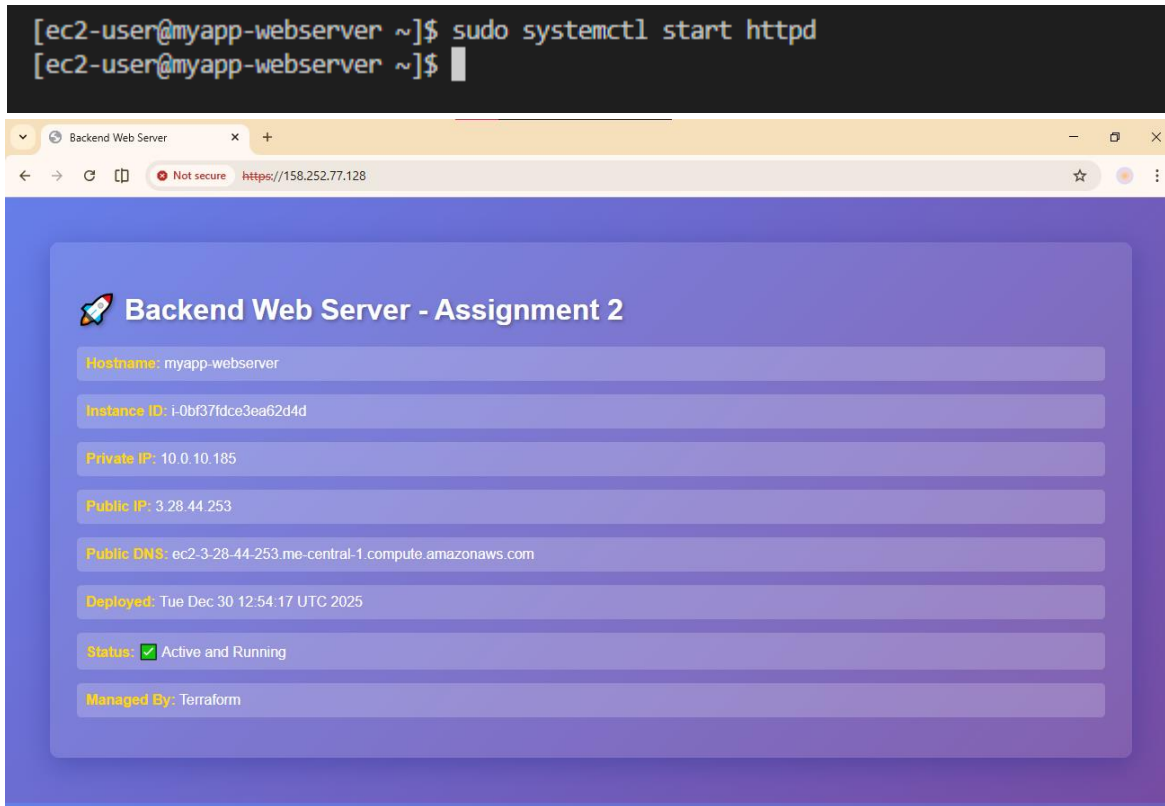 [ec2-user@myapp-webserver ~]$ sudo systemctl start httpd
[ec2-user@myapp-webserver ~]$
Backend Web Server
Not secure https://158.252.77.128
🚀 Backend Web Server - Assignment 2
Hostname: myapp-webserver
Instance ID: i-0bf37fdce3ea62d4d
Private IP: 10.0.10.185
Public IP: 3.28.44.253
Public DNS: ec2-3-28-44-253.me-central-1.compute.amazonaws.com
Deployed: Tue Dec 30 12:54:17 UTC 2025
Status: ✅ Active and Running
Managed By: Terraform